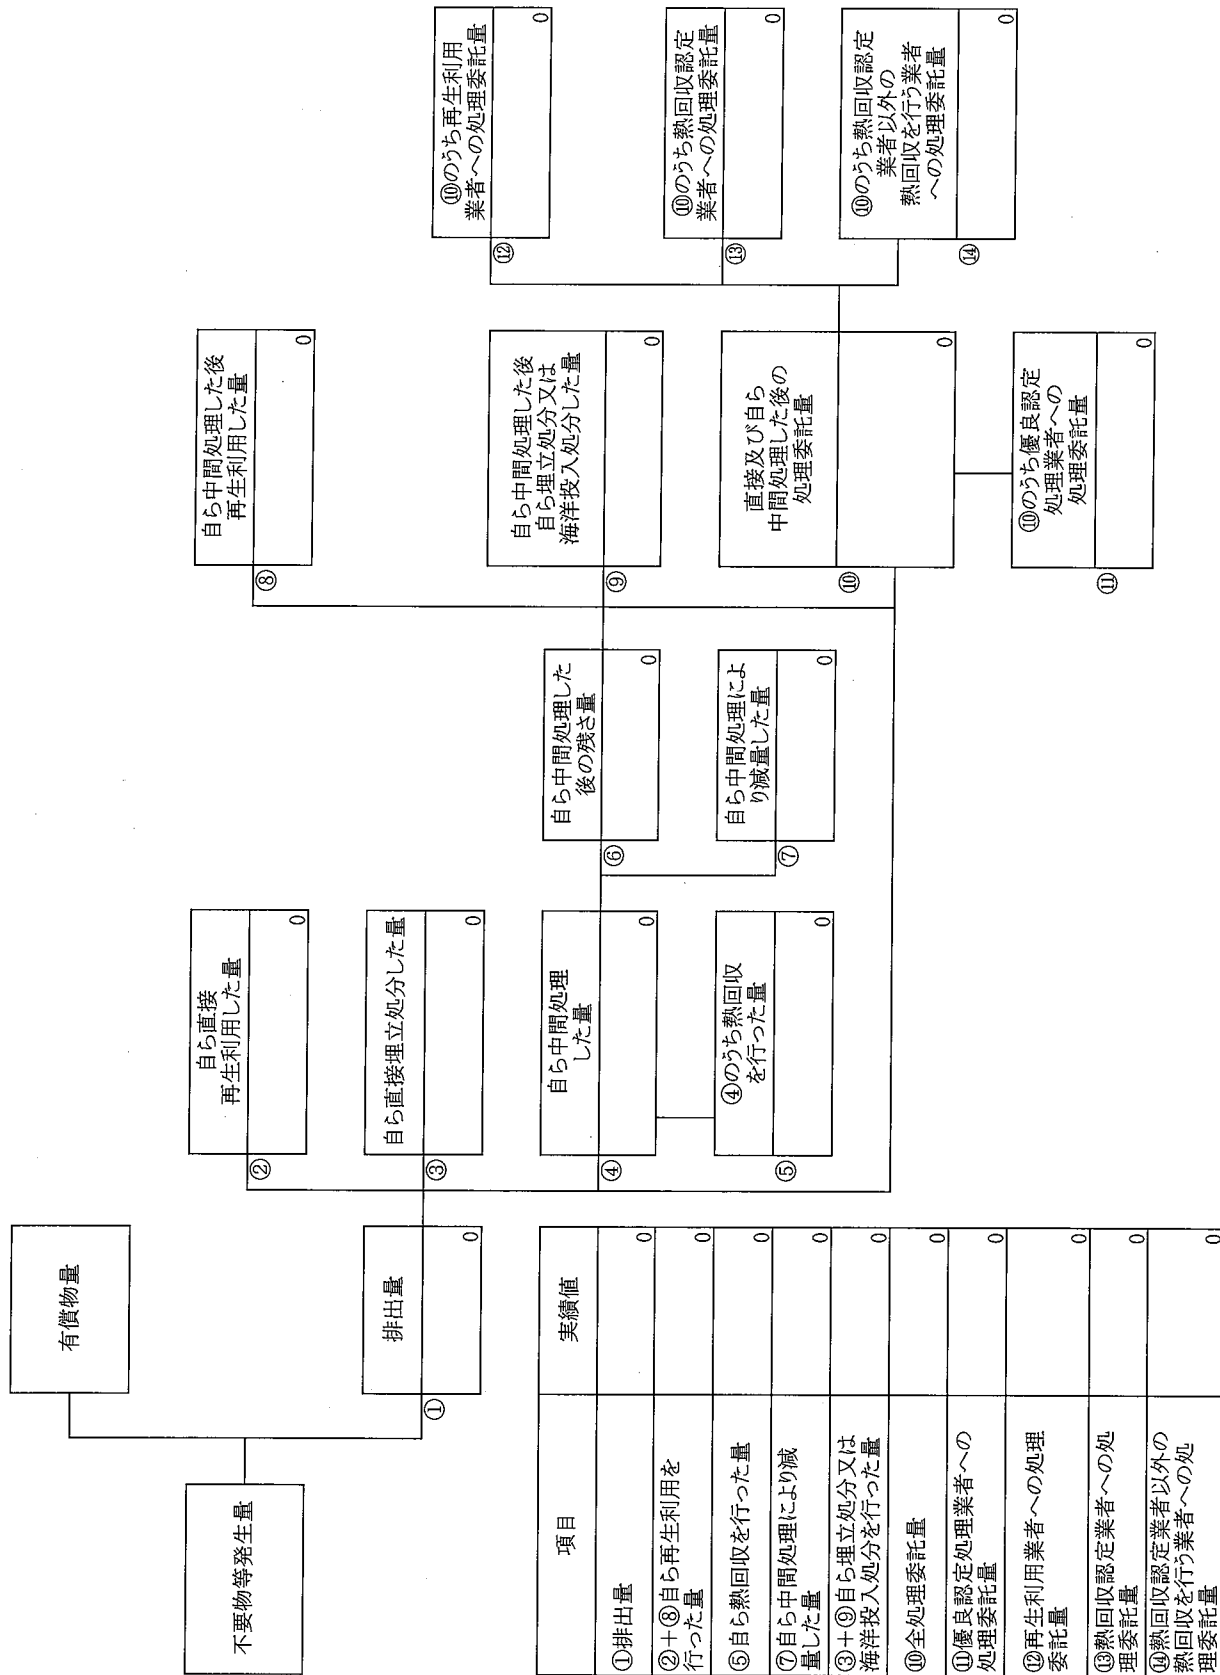 不要物等発生量
有償物量
①
排出量
0
②
自ら直接
再生利用した量
0
③
自ら直接埋立処分した量
0
④
自ら中間処理
した量
0
⑤
④のうち熱回収
を行った量
0
⑥
自ら中間処理した
後の残さ量
0
⑦
自ら中間処理によ
り減量した量
0
⑧
自ら中間処理した後
再生利用した量
0
⑨
自ら中間処理した後
自ら埋立処分又は
海洋投入処分した量
0
⑩
直接及び自ら
中間処理した後の
処理委託量
0
⑪
⑩のうち優良認定
処理業者への
処理委託量
0
⑫
⑩のうち再生利用
業者への処理委託量
0
⑬
⑩のうち熱回収認定
業者への処理委託量
0
⑭
⑩のうち熱回収認定
業者以外の
熱回収を行う業者
への処理委託量
0
項目 実績値
①排出量 0
②+⑧自ら再生利用を
行った量 0
⑤自ら熱回収を行った量 0
⑦自ら中間処理により減
量した量 0
③+⑨自ら埋立処分又は
海洋投入処分を行った量 0
⑩全処理委託量 0
⑪優良認定処理業者への
処理委託量 0
⑫再生利用業者への処理
委託量 0
⑬熱回収認定業者への処
理委託量 0
⑭熱回収認定業者以外の
熱回収を行う業者への処
理委託量 0